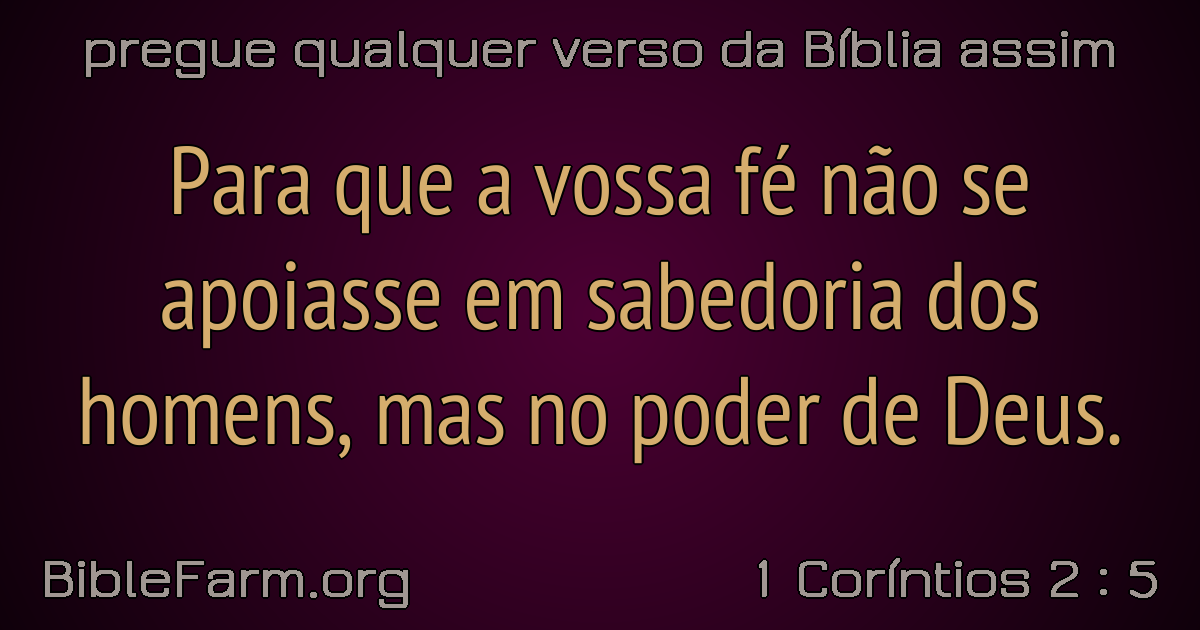 pregue qualquer verso da Bíblia assim
Para que a vossa fé não se
apoiasse em sabedoria dos
homens, mas no poder de Deus.
BibleFarm.org
1 Coríntios 2 : 5